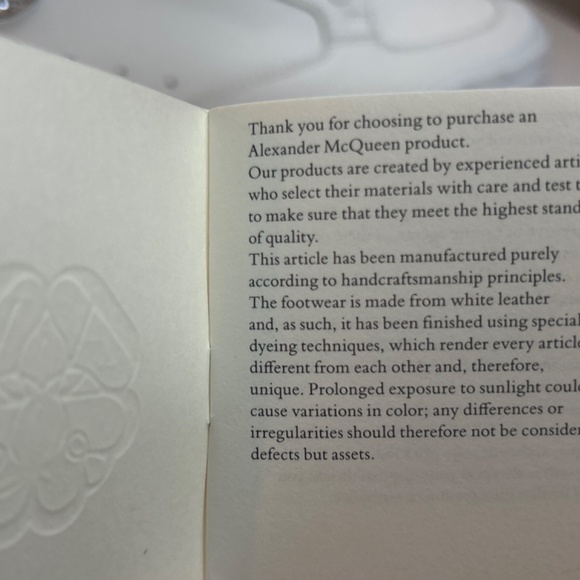 Thank you for choosing to purchase an
Alexander McQueen product.
Our products are created by experienced arti
who select their materials with care and test t
to make sure that they meet the highest stand
of quality.
This article has been manufactured purely
according to handcraftsmanship principles.
The footwear is made from white leather
and, as such, it has been finished using special
dyeing techniques, which render every article
different from each other and, therefore,
unique. Prolonged exposure to sunlight coul
cause variations in color; any differences or
irregularities should therefore not be consider
defects but assets.